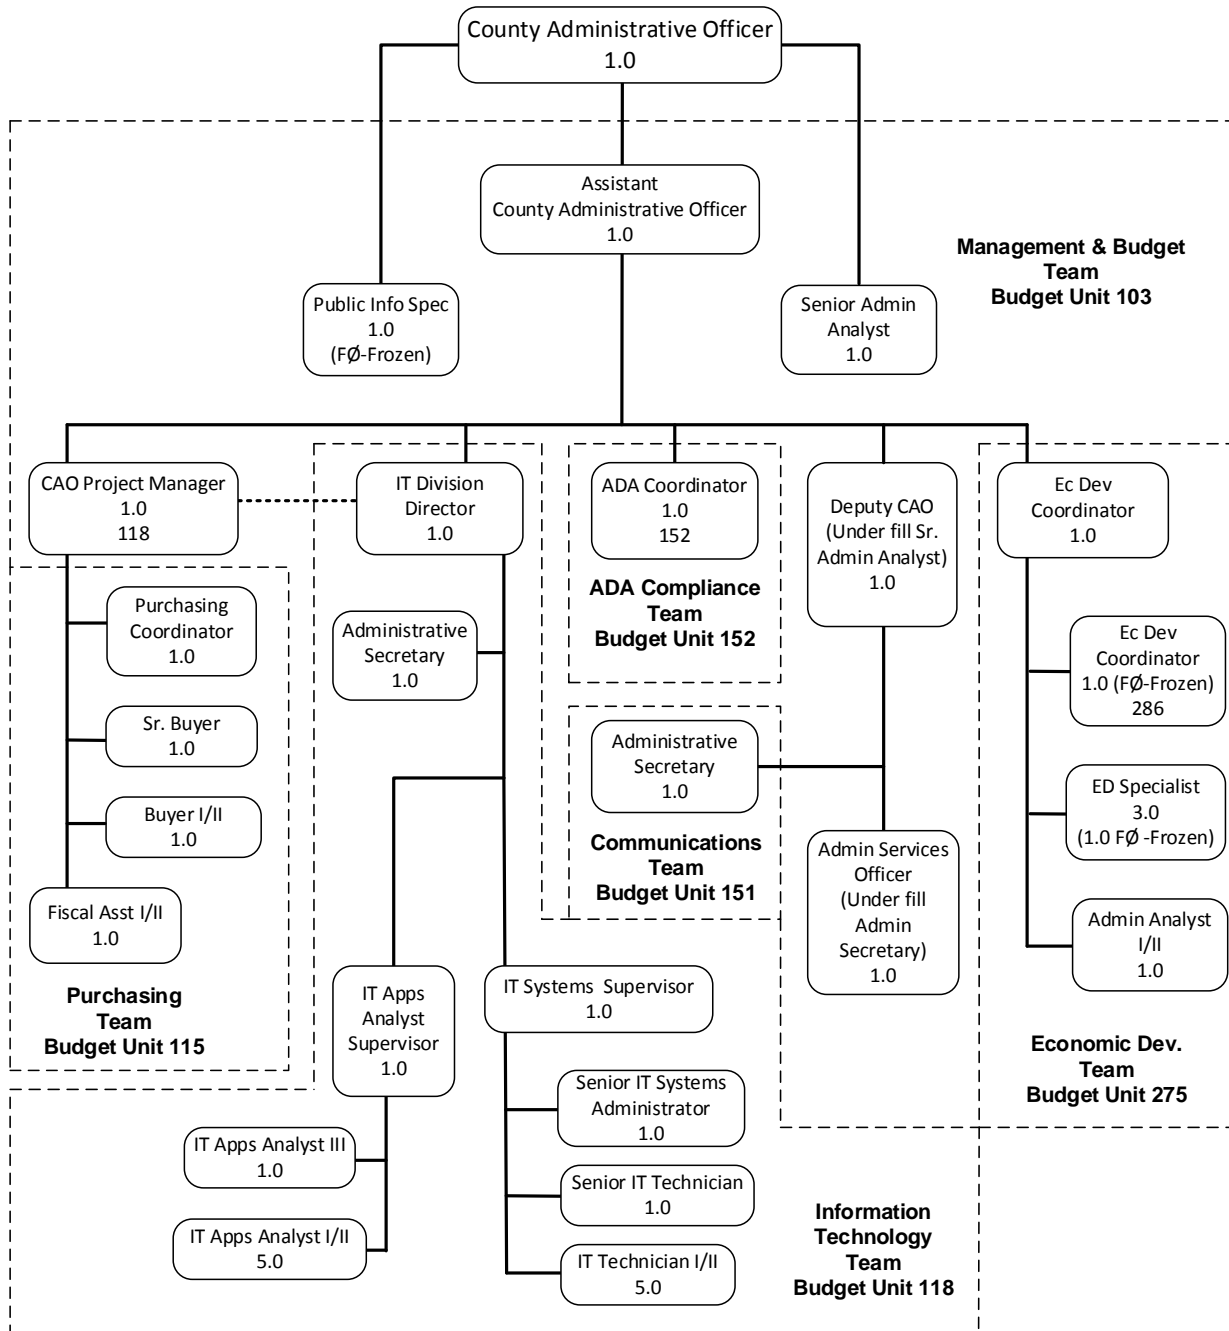 County Administrative Officer
1.0
Assistant
County Administrative Officer
1.0
Management & Budget
Team
Budget Unit 103
Public Info Spec
1.0
(FØ-Frozen)
Senior Admin
Analyst
1.0
CAO Project Manager
1.0
118
IT Division
Director
1.0
ADA Coordinator
1.0
152
Deputy CAO
(Under fill Sr.
Admin Analyst)
1.0
Ec Dev
Coordinator
1.0
ADA Compliance
Team
Budget Unit 152
Purchasing
Coordinator
1.0
Administrative
Secretary
1.0
Ec Dev
Coordinator
1.0 (FØ-Frozen)
286
Sr. Buyer
1.0
Administrative
Secretary
1.0
ED Specialist
3.0
(1.0 FØ -Frozen)
Buyer I/II
1.0
Communications
Team
Budget Unit 151
Admin Services
Officer
(Under fill
Admin
Secretary)
1.0
Fiscal Asst I/II
1.0
Admin Analyst
I/II
1.0
Purchasing
Team
Budget Unit 115
IT Apps
Analyst
Supervisor
1.0
IT Systems  Supervisor
1.0
Economic Dev.
Team
Budget Unit 275
Senior IT Systems
Administrator
1.0
IT Apps Analyst III
1.0
Senior IT Technician
1.0
IT Apps Analyst I/II
5.0
IT Technician I/II
5.0
Information
Technology
Team
Budget Unit 118